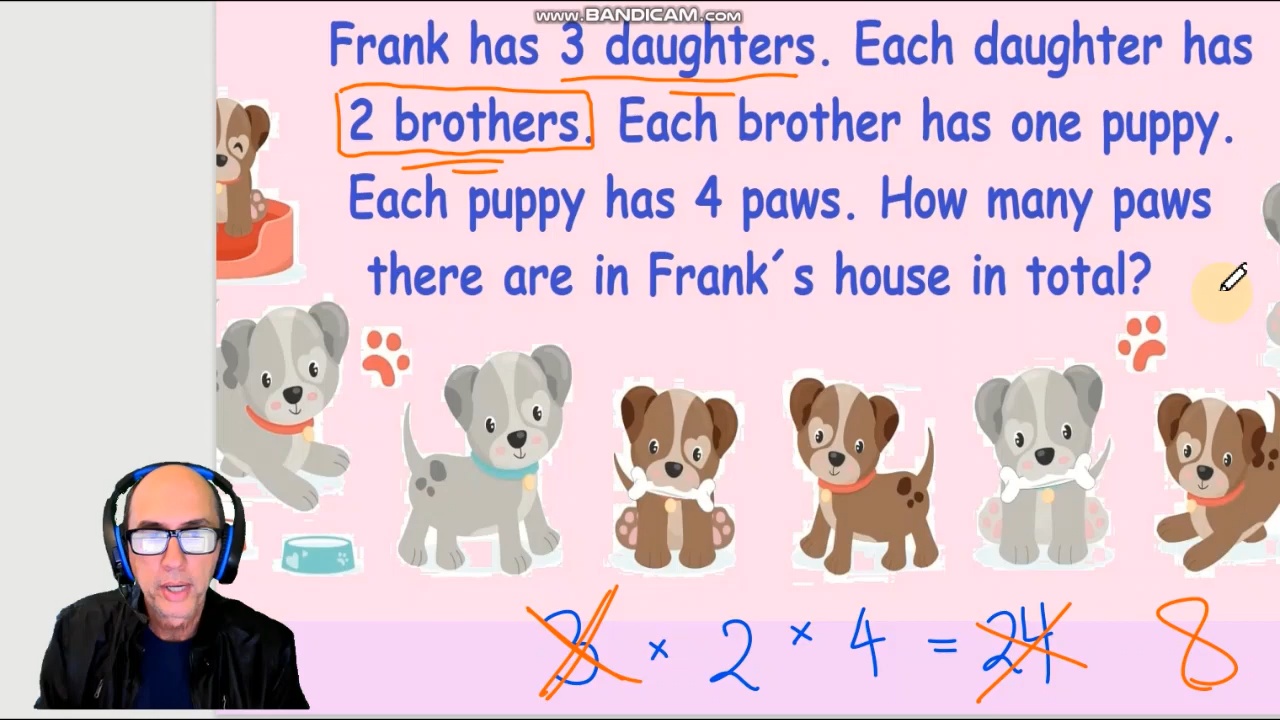 www.BANDICAM.com
Frank has 3 daughters. Each daughter has
2 brothers. Each brother has one puppy.
Each puppy has 4 paws. How many paws
there are in Frank´s house in total?
3 × 2 × 4 = 24 8